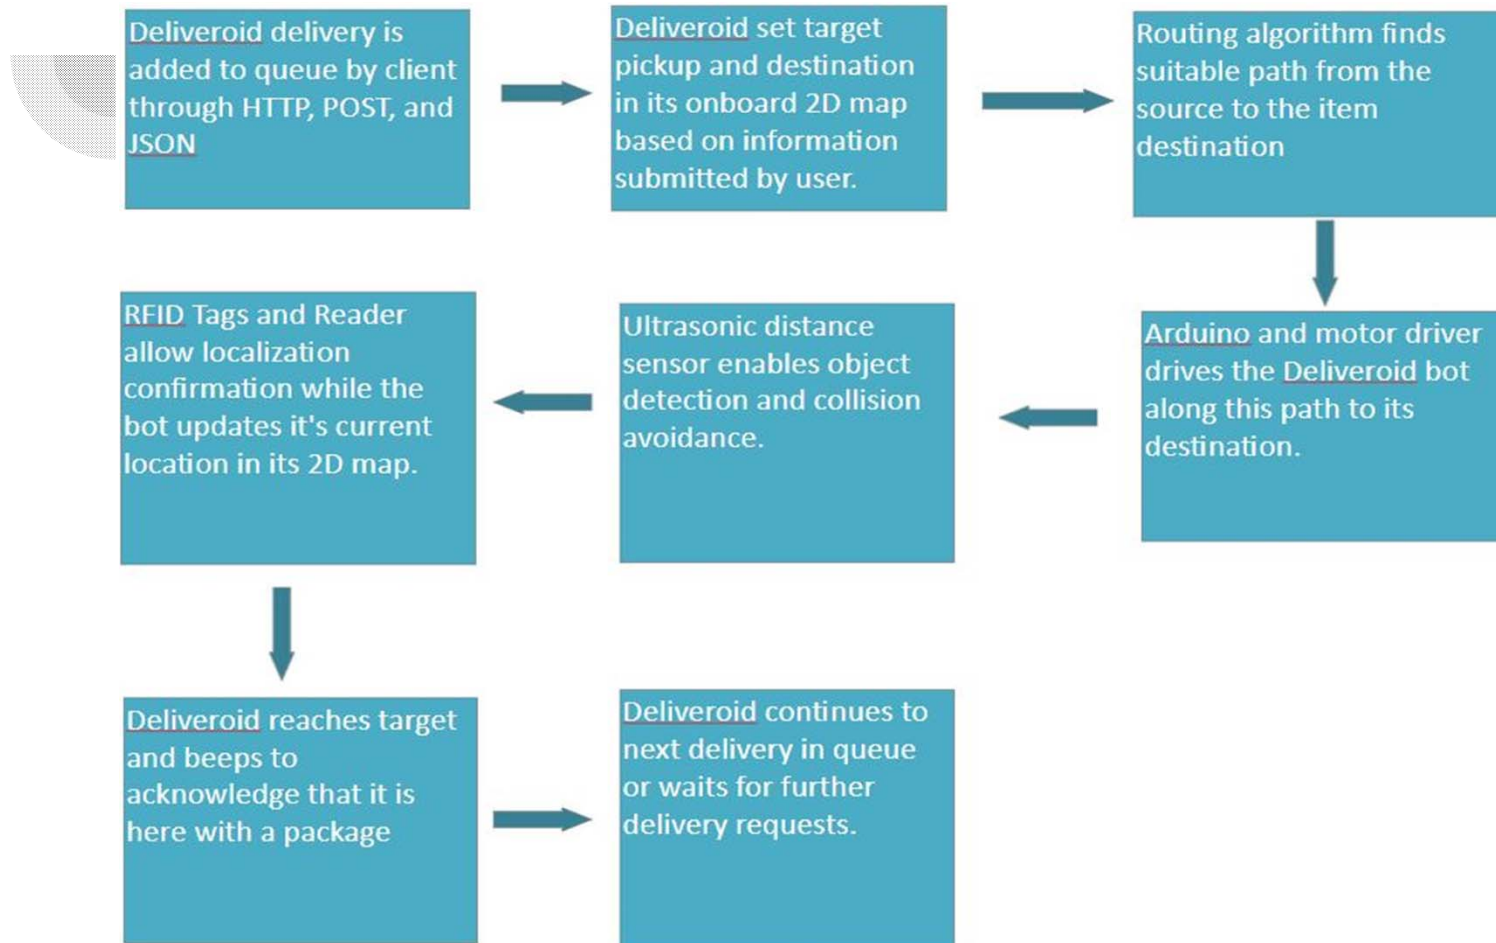 Deliveroid delivery is
added to queue by client
through HTTP, POST, and
JSON
Deliveroid set target
pickup and destination
in its onboard 2D map
based on information
submitted by user.
Routing algorithm finds
suitable path from the
source to the item
destination
Arduino and motor driver
drives the Deliveroid bot
along this path to its
destination.
Ultrasonic distance
sensor enables object
detection and collision
avoidance.
RFID Tags and Reader
allow localization
confirmation while the
bot updates it's current
location in its 2D map.
Deliveroid reaches target
and beeps to
acknowledge that it is
here with a package
Deliveroid continues to
next delivery in queue
or waits for further
delivery requests.